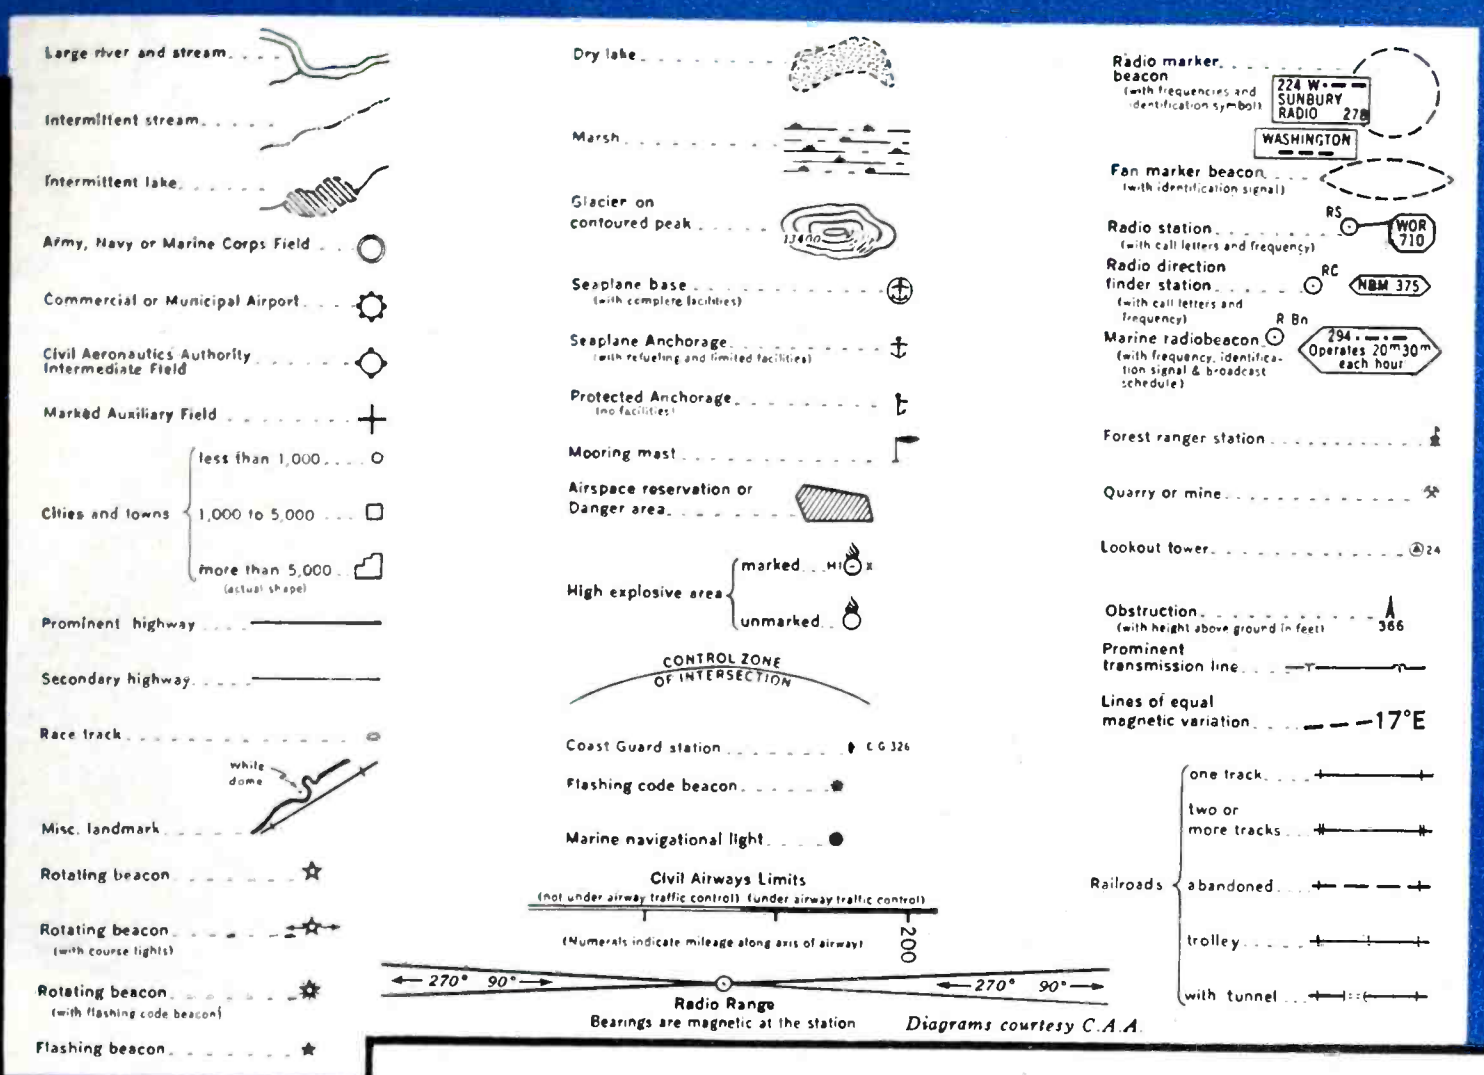 Large river and stream
Intermittent stream
Intermittent lake
Army, Navy or Marine Corps Field
Commercial or Municipal Airport
Civil Aeronautics Authority
Intermediate Field
Marked Auxiliary Field
Cities and towns
less than 1,000
1,000 to 5,000
more than 5,000
(actual shape)
Prominent highway
Secondary highway
Race track
White
dome
Misc. landmark
Rotating beacon
Rotating beacon
(with course lights)
Rotating beacon
(with flashing code beacon)
Flashing beacon
Dry lake
Marsh
Glacier on
contoured peak
13400
Seaplane base
(with complete facilities)
Seaplane Anchorage
(with refueling and limited facilities)
Protected Anchorage
(no facilities)
Mooring mast
Airspace reservation or
Danger area
High explosive area
marked HI X
unmarked
CONTROL ZONE
OF INTERSECTION
Coast Guard station C G 326
Flashing code beacon
Marine navigational light
Civil Airways Limits
(not under airway traffic control) (under airway traffic control)
(Numerals indicate mileage along axis of airway)
200
270° 90°
270° 90°
Radio Range
Bearings are magnetic at the station
Diagrams courtesy C.A.A.
Radio marker
beacon
(with frequencies and
identification symbol)
224 W
SUNBURY
RADIO 278
WASHINGTON
Fan marker beacon
(with identification signal)
Radio station
(with call letters and frequency)
RS
WOR
710
Radio direction
finder station
(with call letters and
frequency)
RC
NBM 375
Marine radiobeacon
(with frequency, identifica-
tion signal & broadcast
schedule)
R Bn
294
Operates 20m30m
each hour
Forest ranger station
Quarry or mine
Lookout tower 24
Obstruction
(with height above ground in feet)
366
Prominent
transmission line
T T
Lines of equal
magnetic variation 17°E
Railroads
one track
two or
more tracks
abandoned
trolley
with tunnel